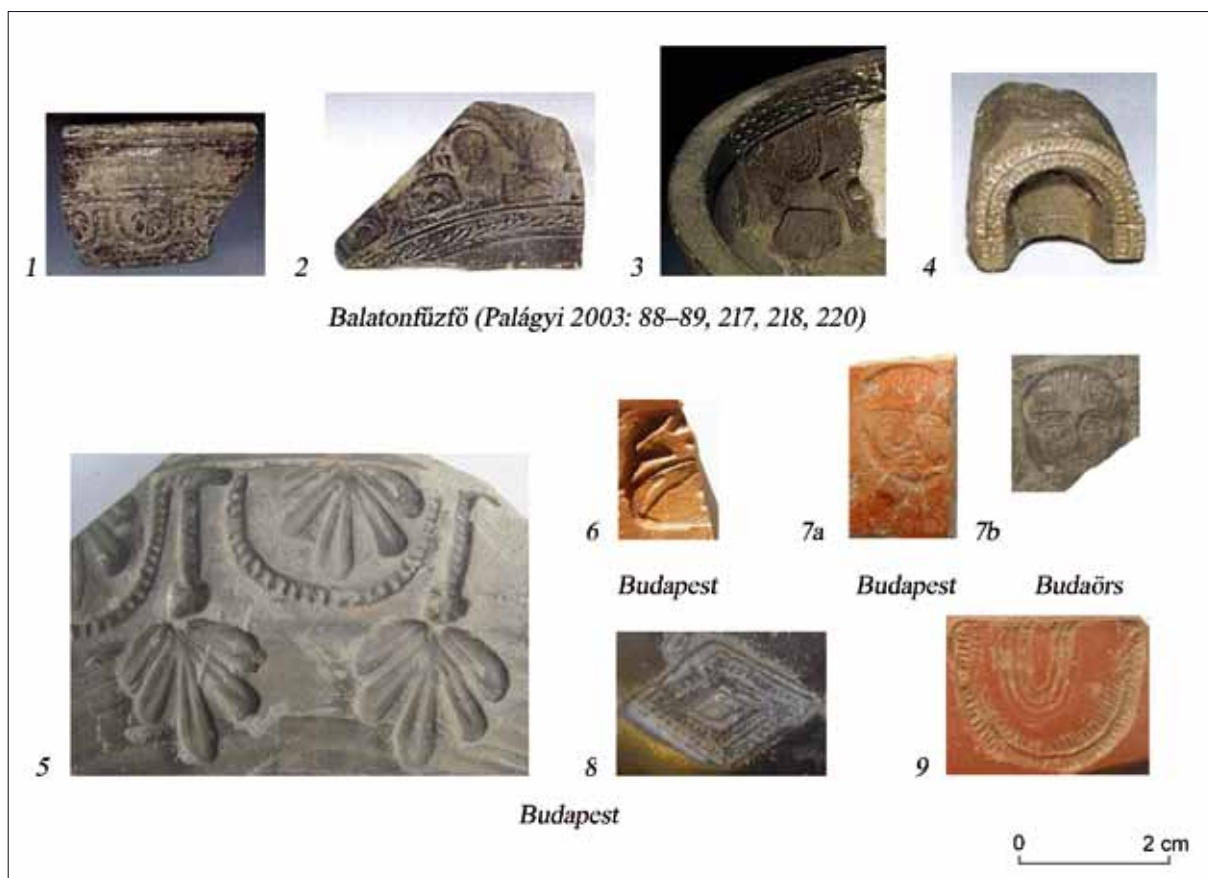 1
2
3
4
Balatonfűzfő (Palágyi 2003: 88–89, 217, 218, 220)
5
6
7a
7b
Budapest
Budapest
Budaörs
8
9
Budapest
0 2 cm